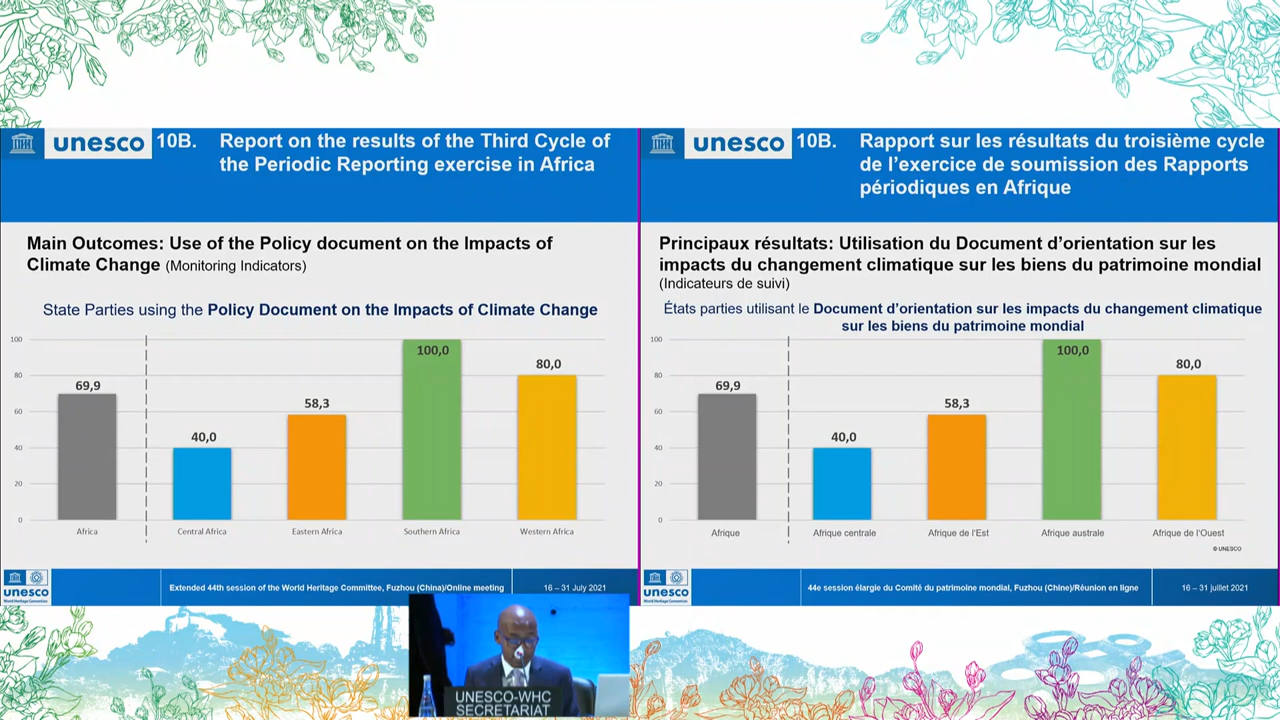 unesco
10B.
Report on the results of the Third Cycle of
the Periodic Reporting exercise in Africa
Main Outcomes: Use of the Policy document on the Impacts of
Climate Change (Monitoring Indicators)
State Parties using the Policy Document on the Impacts of Climate Change
100
80
60
40
20
0
69,9
40,0
58,3
100,0
80,0
Africa
Central Africa
Eastern Africa
Southern Africa
Western Africa
unesco
World Heritage Convention
Extended 44th session of the World Heritage Committee, Fuzhou (China)/Online meeting
16 – 31 July 2021
unesco
10B.
Rapport sur les résultats du troisième cycle
de l’exercice de soumission des Rapports
périodiques en Afrique
Principaux résultats: Utilisation du Document d’orientation sur les
impacts du changement climatique sur les biens du patrimoine mondial
(Indicateurs de suivi)
États parties utilisant le Document d’orientation sur les impacts du changement climatique
sur les biens du patrimoine mondial
100
80
60
40
20
0
69,9
40,0
58,3
100,0
80,0
Afrique
Afrique centrale
Afrique de l'Est
Afrique australe
Afrique de l'Ouest
© UNESCO
unesco
World Heritage Convention
44e session élargie du Comité du patrimoine mondial, Fuzhou (Chine)/Réunion en ligne
16 – 31 juillet 2021
UNESCO-WHC
SECRETARIAT